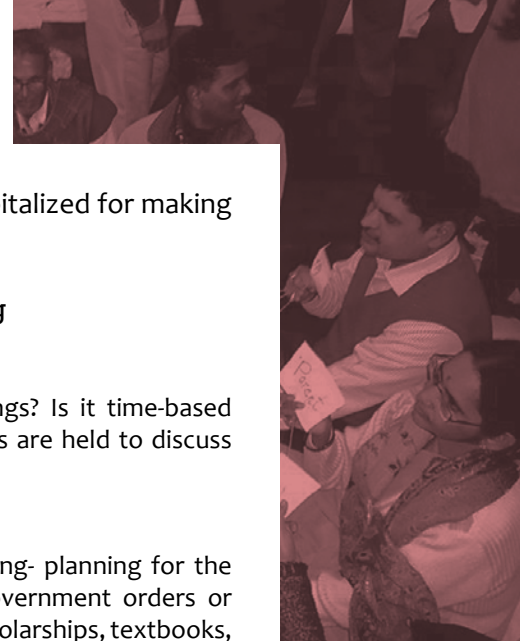 italized for making
g
ngs? Is it time-based
s are held to discuss
ng- planning for the
vernment orders or
olarships, textbooks,
Parent